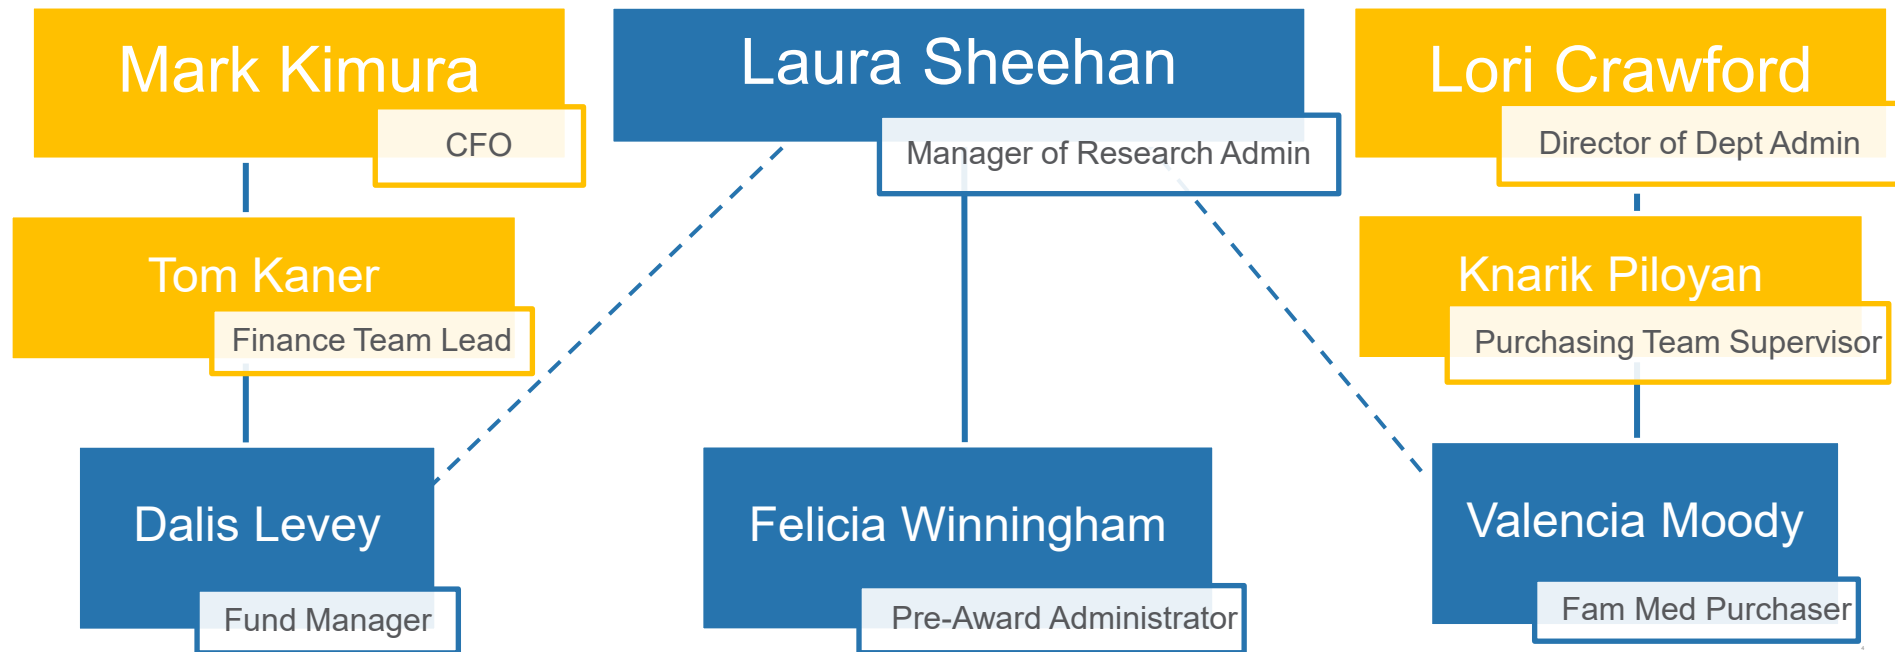 Mark Kimura
CFO
Laura Sheehan
Manager of Research Admin
Lori Crawford
Director of Dept Admin
Tom Kaner
Finance Team Lead
Knarik Piloyan
Purchasing Team Supervisor
Dalis Levey
Fund Manager
Felicia Winningham
Pre-Award Administrator
Valencia Moody
Fam Med Purchaser